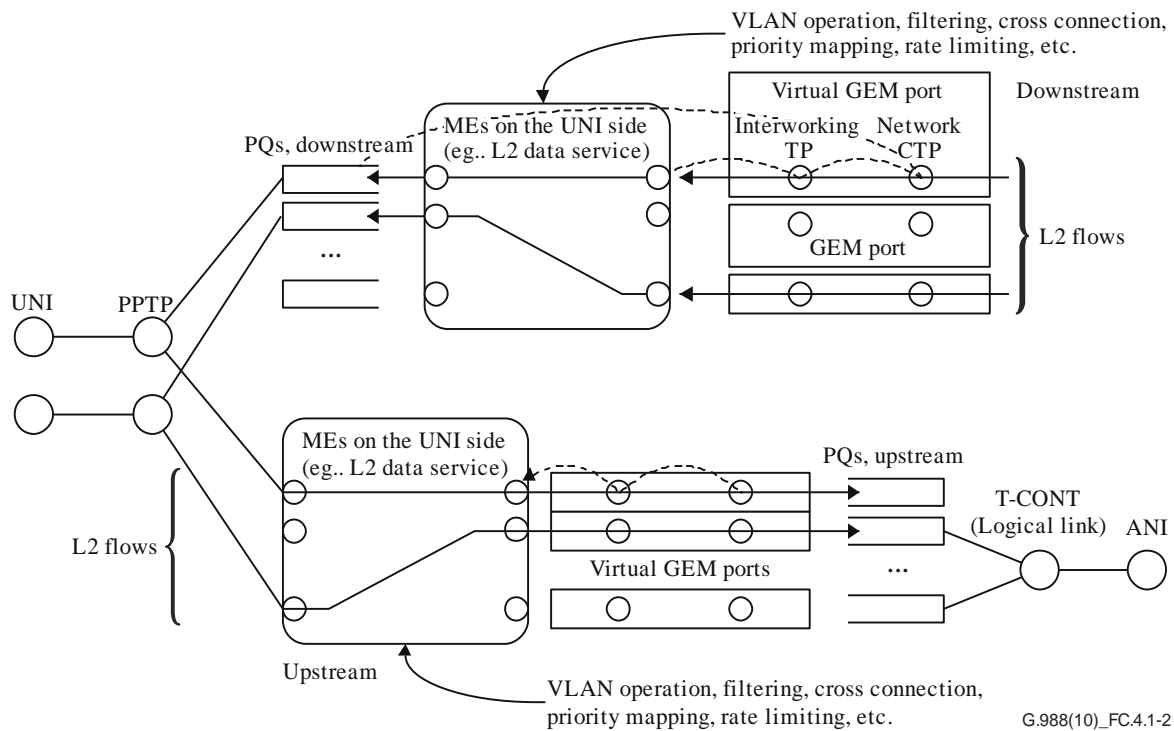 VLAN operation, filtering, cross connection,
priority mapping, rate limiting, etc.
Virtual GEM port
Downstream
MEs on the UNI side
(eg.. L2 data service)
Interworking
TP
Network
CTP
PQs, downstream
GEM port
L2 flows
...
UNI
PPTP
MEs on the UNI side
(eg.. L2 data service)
PQs, upstream
T-CONT
(Logical link)
ANI
L2 flows
Virtual GEM ports
...
Upstream
VLAN operation, filtering, cross connection,
priority mapping, rate limiting, etc.
G.988(10)_FC.4.1-2